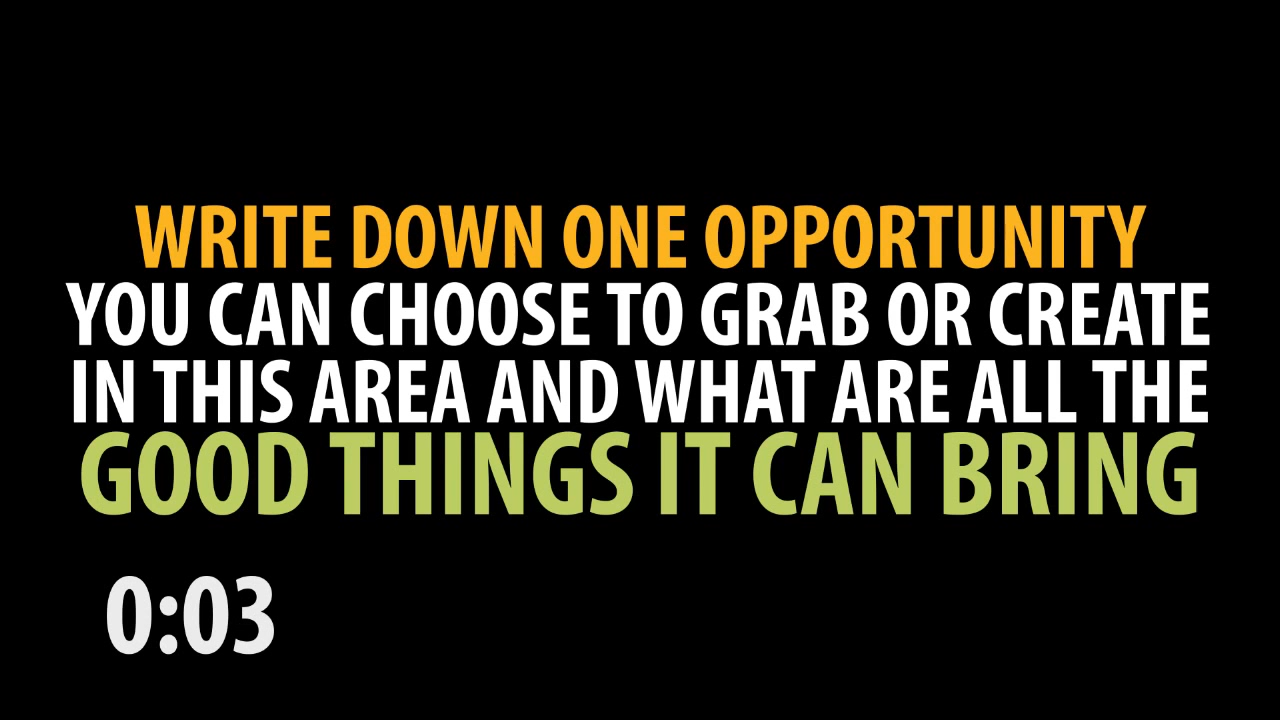 WRITE DOWN ONE OPPORTUNITY
YOU CAN CHOOSE TO GRAB OR CREATE
IN THIS AREA AND WHAT ARE ALL THE
GOOD THINGS IT CAN BRING
0:03